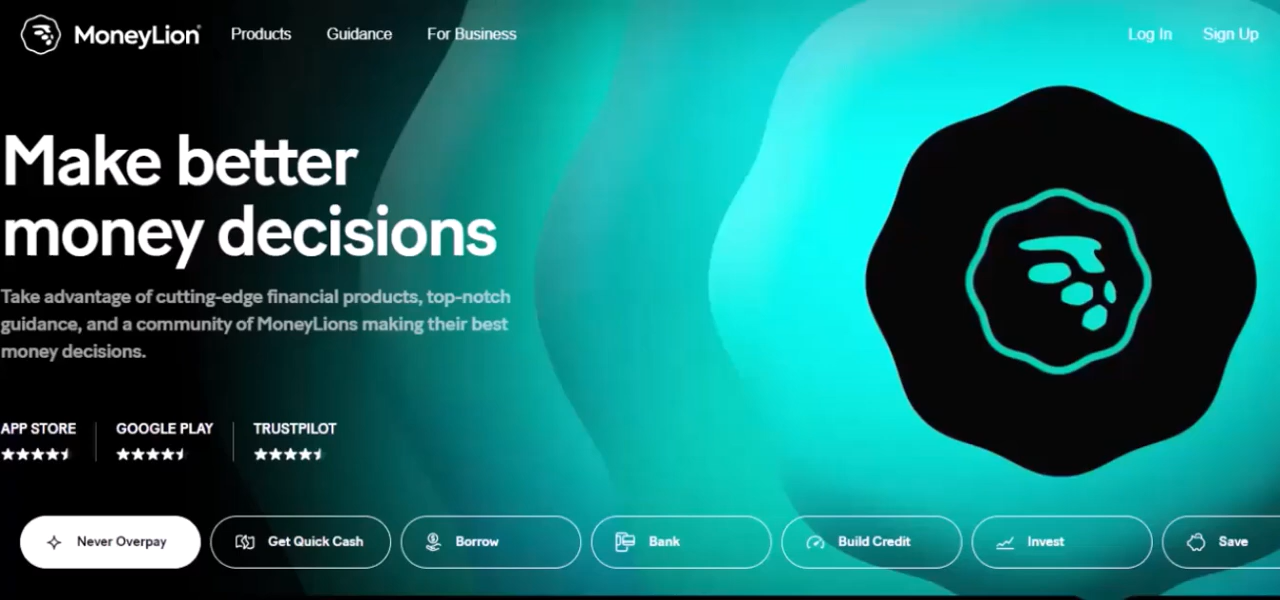 MoneyLion
Products
Guidance
For Business
Log In
Sign Up
Make better
money decisions
Take advantage of cutting-edge financial products, top-notch
guidance, and a community of MoneyLions making their best
money decisions.
APP STORE
GOOGLE PLAY
TRUSTPILOT
Never Overpay
Get Quick Cash
Borrow
Bank
Build Credit
Invest
Save